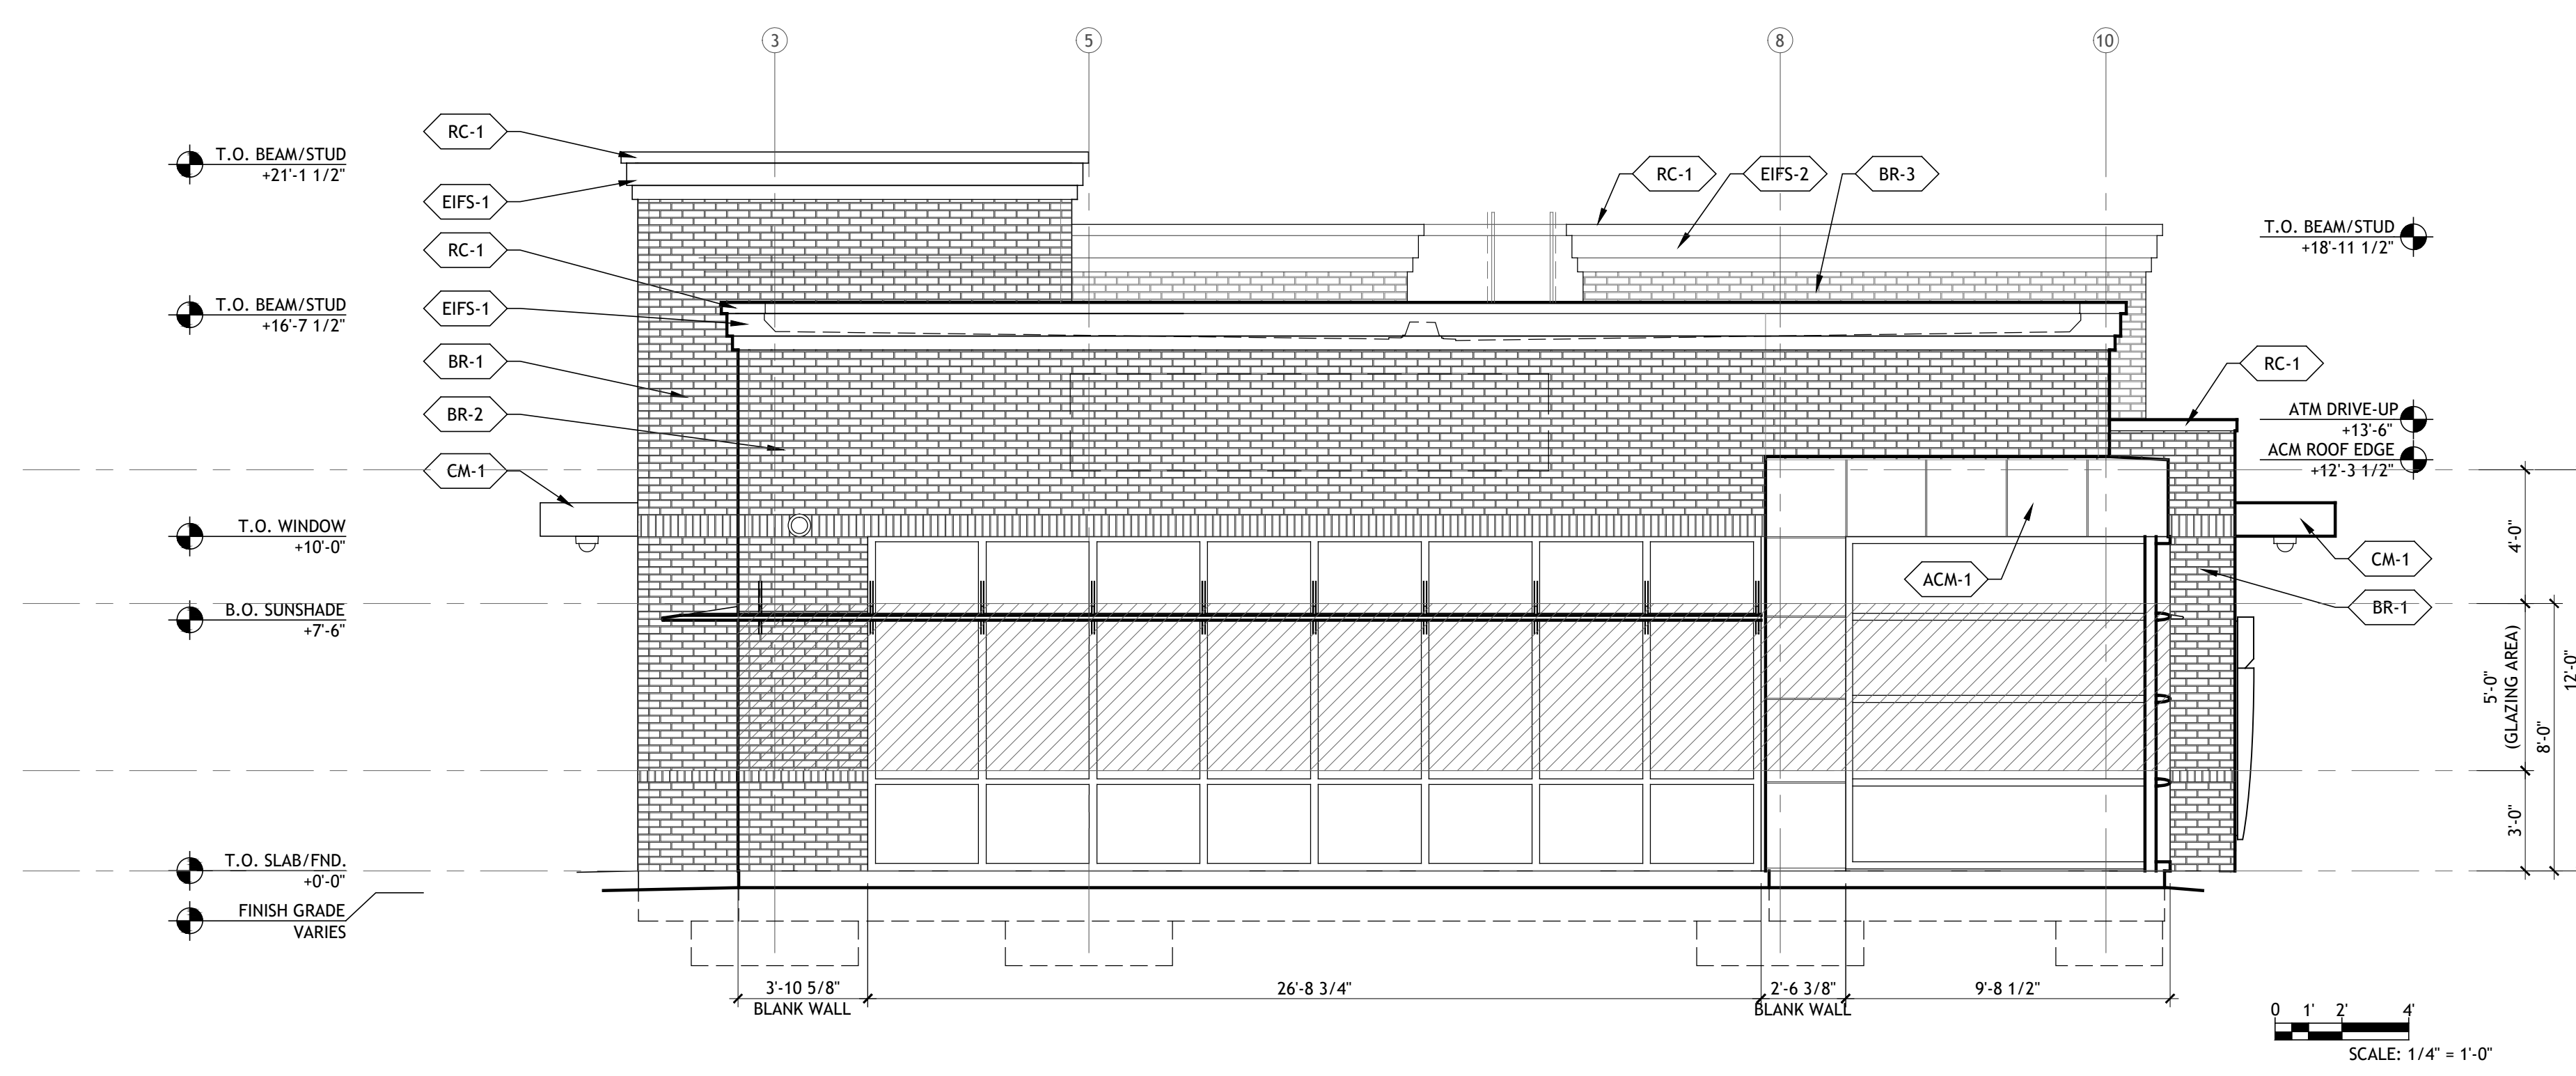 3
5
8
10
RC-1
T.O. BEAM/STUD
+21'-1 1/2"
EIFS-1
RC-1
EIFS-2
BR-3
RC-1
T.O. BEAM/STUD
+18'-11 1/2"
T.O. BEAM/STUD
+16'-7 1/2"
EIFS-1
BR-1
RC-1
BR-2
ATM DRIVE-UP
+13'-6"
ACM ROOF EDGE
+12'-3 1/2"
CM-1
T.O. WINDOW
+10'-0"
4'-0"
CM-1
ACM-1
BR-1
B.O. SUNSHADE
+7'-6"
5'-0"
(GLAZING AREA)
8'-0"
12'-0"
3'-0"
T.O. SLAB/FND.
+0'-0"
FINISH GRADE
VARIES
3'-10 5/8"
BLANK WALL
26'-8 3/4"
2'-6 3/8"
BLANK WALL
9'-8 1/2"
0 1' 2' 4'
SCALE: 1/4" = 1'-0"